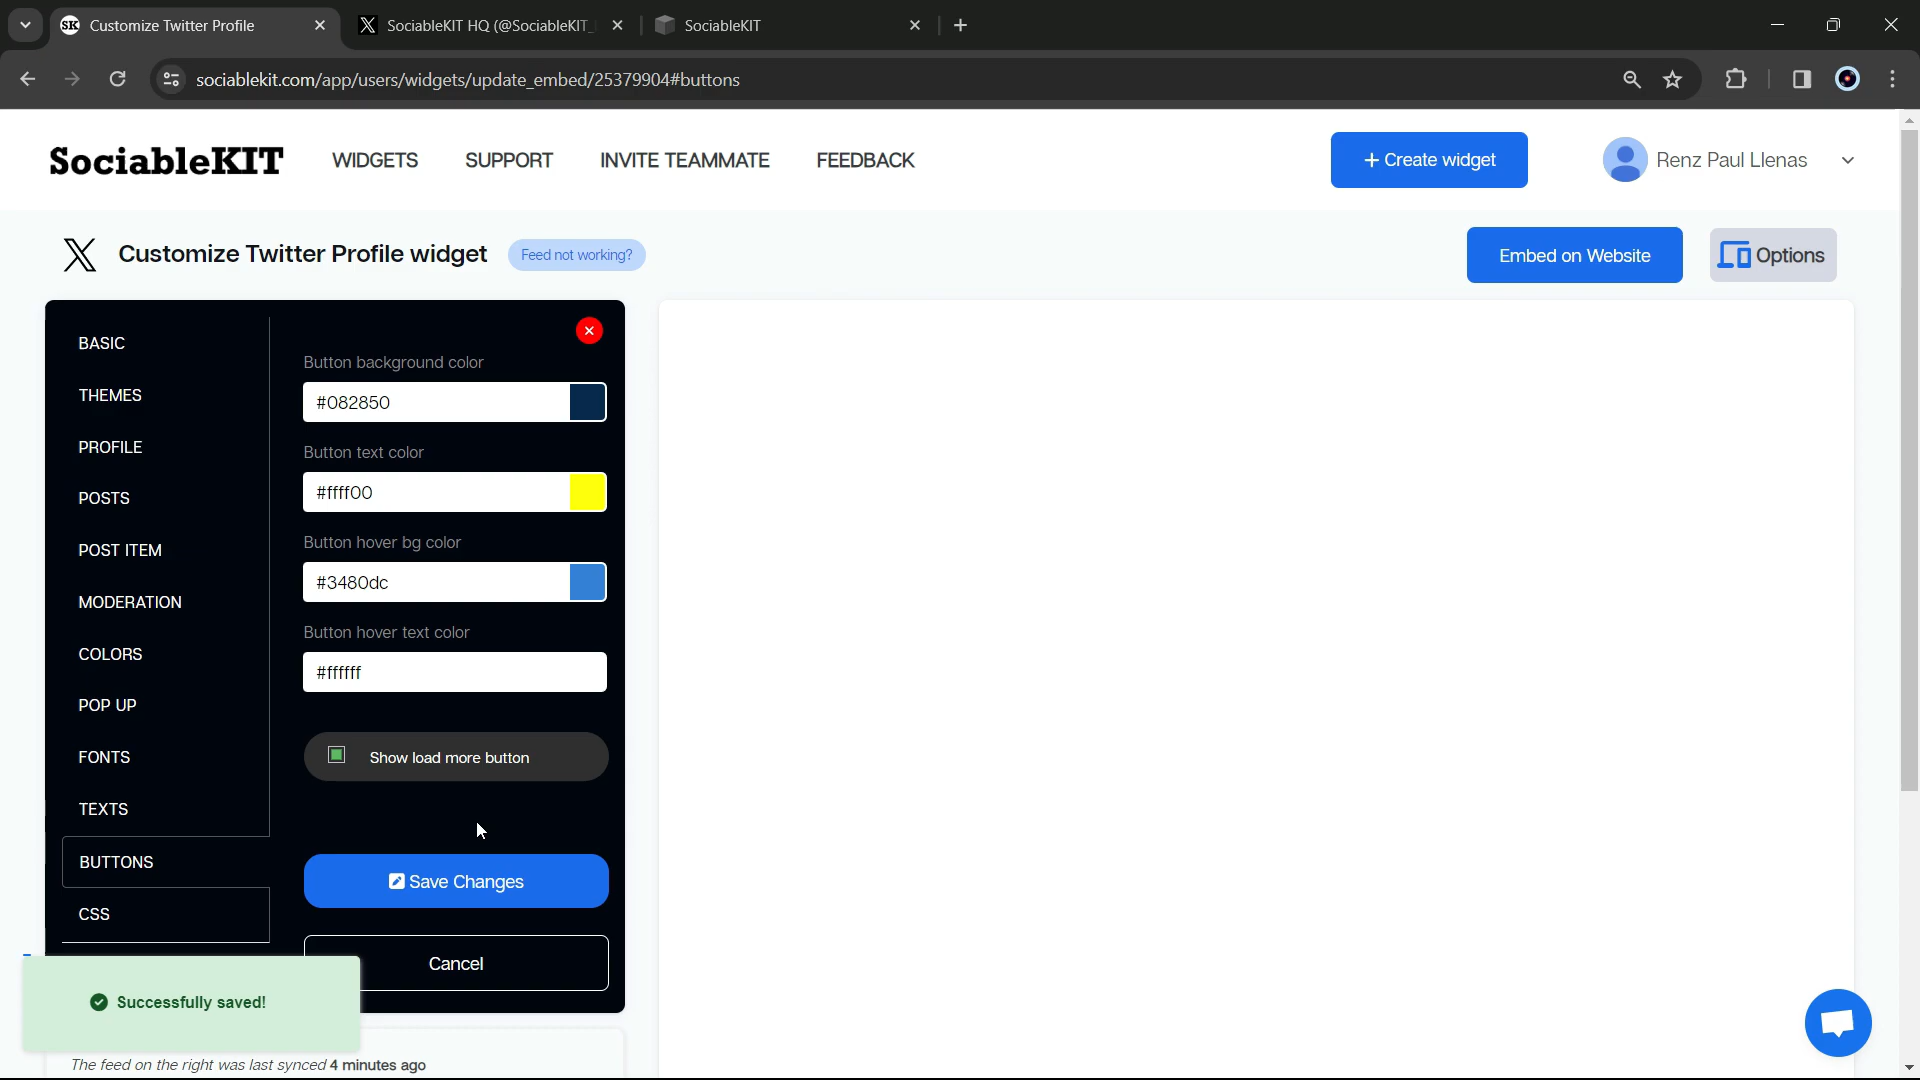 Customize Twitter Profile
SociableKIT HQ (@SociableKIT_
SociableKIT
sociablekit.com/app/users/widgets/update_embed/25379904#buttons
SociableKIT
WIDGETS
SUPPORT
INVITE TEAMMATE
FEEDBACK
+ Create widget
Renz Paul Llenas
Customize Twitter Profile widget
Feed not working?
Embed on Website
Options
BASIC
THEMES
PROFILE
POSTS
POST ITEM
MODERATION
COLORS
POP UP
FONTS
TEXTS
BUTTONS
CSS
Button background color
#082850
Button text color
#ffff00
Button hover bg color
#3480dc
Button hover text color
#ffffff
Show load more button
Save Changes
Cancel
Successfully saved!
The feed on the right was last synced 4 minutes ago